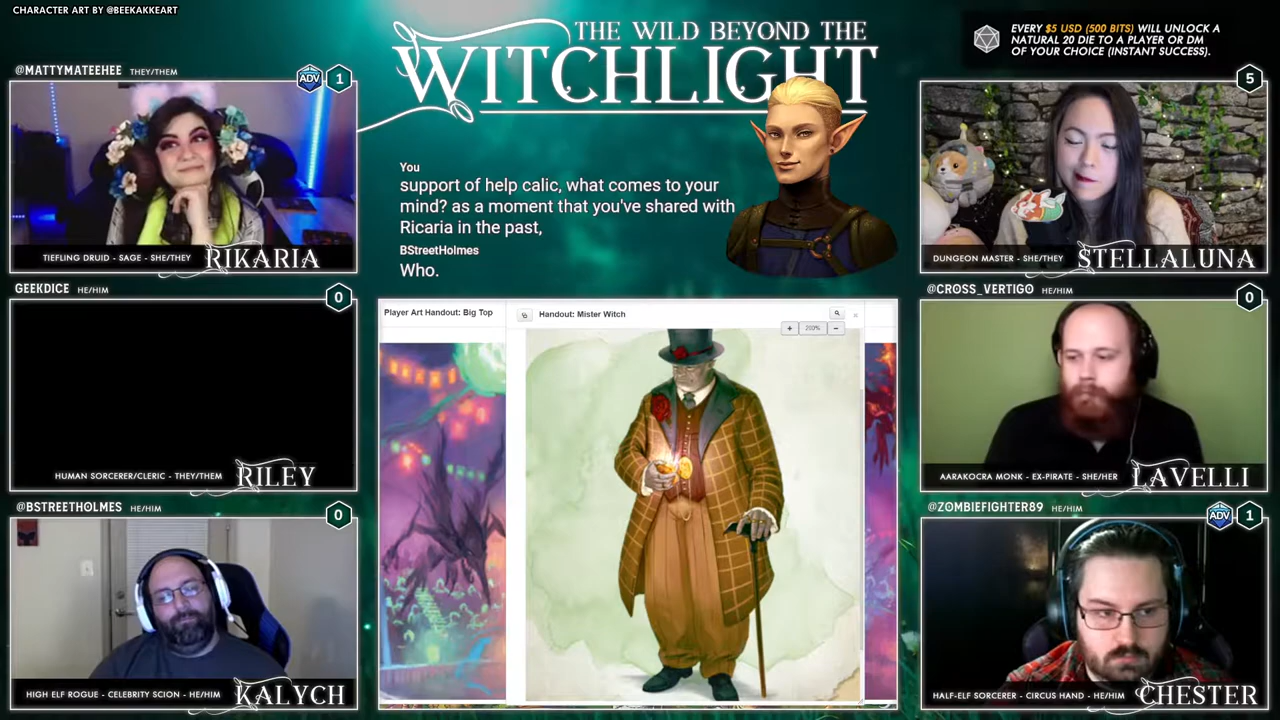 CHARACTER ART BY @BEEKAKKEART
THE WILD BEYOND THE
WITCHLIGHT
EVERY $5 USD (500 BITS) WILL UNLOCK A
NATURAL 20 DIE TO A PLAYER OR DM
OF YOUR CHOICE (INSTANT SUCCESS).
@MATTYMATEEHEE THEY/THEM
ADV 1
TIEFLING DRUID - SAGE - SHE/THEY RIKARIA
You
support of help calic, what comes to your
mind? as a moment that you've shared with
Ricaria in the past,
BStreetHolmes
Who.
5
DUNGEON MASTER - SHE/THEY STELLALUNA
GEEKDICE HE/HIM
0
HUMAN SORCERER/CLERIC - THEY/THEM RILEY
Player Art Handout: Big Top
Handout: Mister Witch
+ 200% −
@CROSS_VERTIGO HE/HIM
0
AARAKOCRA MONK - EX-PIRATE - SHE/HER LAVELLI
@BSTREETHOLMES HE/HIM
0
HIGH ELF ROGUE - CELEBRITY SCION - HE/HIM KALYCH
@ZOMBIEFIGHTER89 HE/HIM
ADV 1
HALF-ELF SORCERER - CIRCUS HAND - HE/HIM CHESTER